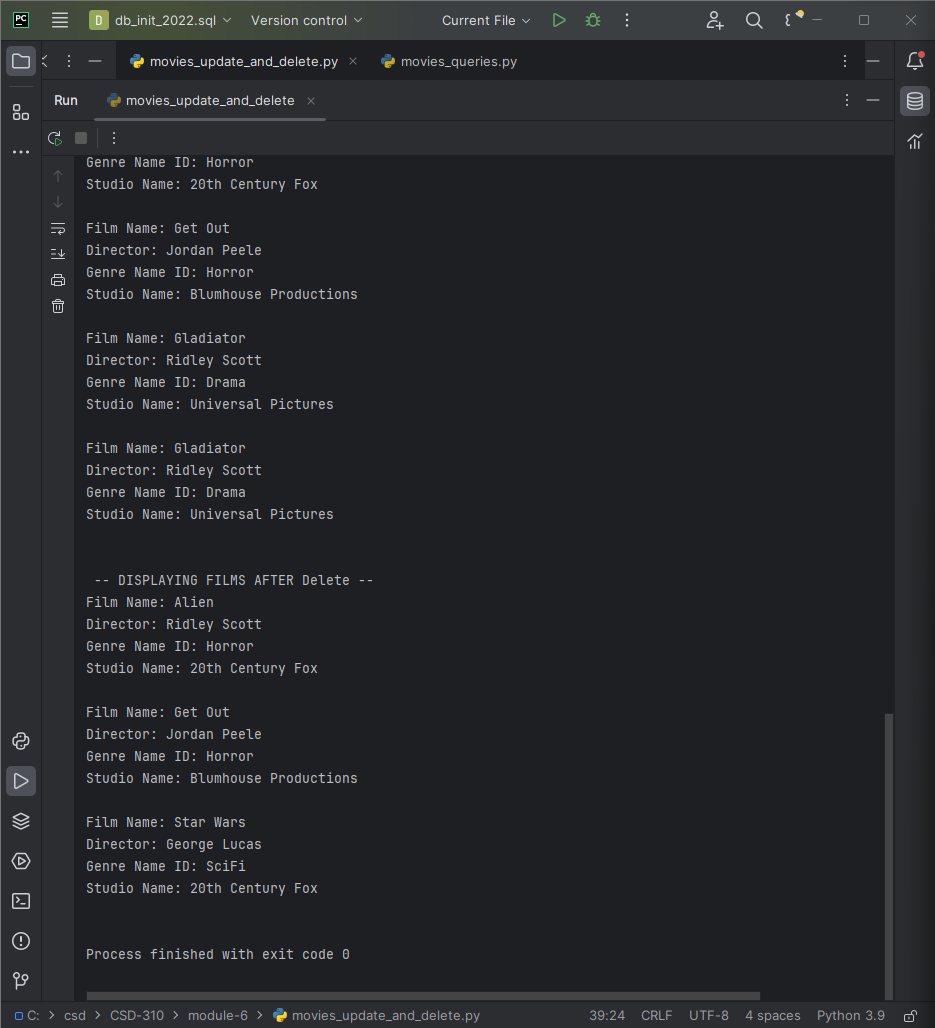 PC
D
db_init_2022.sql
Version control
Current File
movies_update_and_delete.py
movies_queries.py
Run
movies_update_and_delete
Genre Name ID: Horror
Studio Name: 20th Century Fox
Film Name: Get Out
Director: Jordan Peele
Genre Name ID: Horror
Studio Name: Blumhouse Productions
Film Name: Gladiator
Director: Ridley Scott
Genre Name ID: Drama
Studio Name: Universal Pictures
Film Name: Gladiator
Director: Ridley Scott
Genre Name ID: Drama
Studio Name: Universal Pictures
-- DISPLAYING FILMS AFTER Delete --
Film Name: Alien
Director: Ridley Scott
Genre Name ID: Horror
Studio Name: 20th Century Fox
Film Name: Get Out
Director: Jordan Peele
Genre Name ID: Horror
Studio Name: Blumhouse Productions
Film Name: Star Wars
Director: George Lucas
Genre Name ID: SciFi
Studio Name: 20th Century Fox
Process finished with exit code 0
C: > csd > CSD-310 > module-6 > movies_update_and_delete.py 39:24 CRLF UTF-8 4 spaces Python 3.9